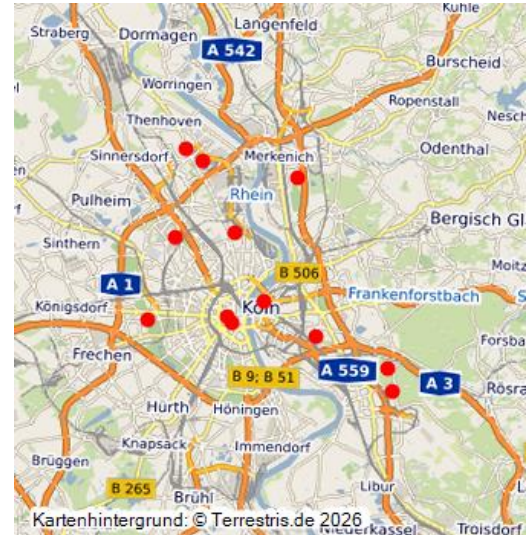 Kuhle
Straberg
Dormagen
Langenfeld
A 542
Burscheid
Worringen
Ropenstall
Thenhoven
Sinnersdorf
Merkenich
Odenthal
Pulheim
Rhein
Sinthern
Bergisch Gl
B 506
Moitz
A 1
Königsdorf
Köln
Frankenforstbach
Frechen
Forsba
A 559
A 3
B 9; B 51
Rösra
Hürth
Höningen
Knapsack
Immendorf
Brüggen
B 265
Libur
Brühl
Kartenhintergrund: © Terrestris.de 2026
Niederkassel
Troisdorf